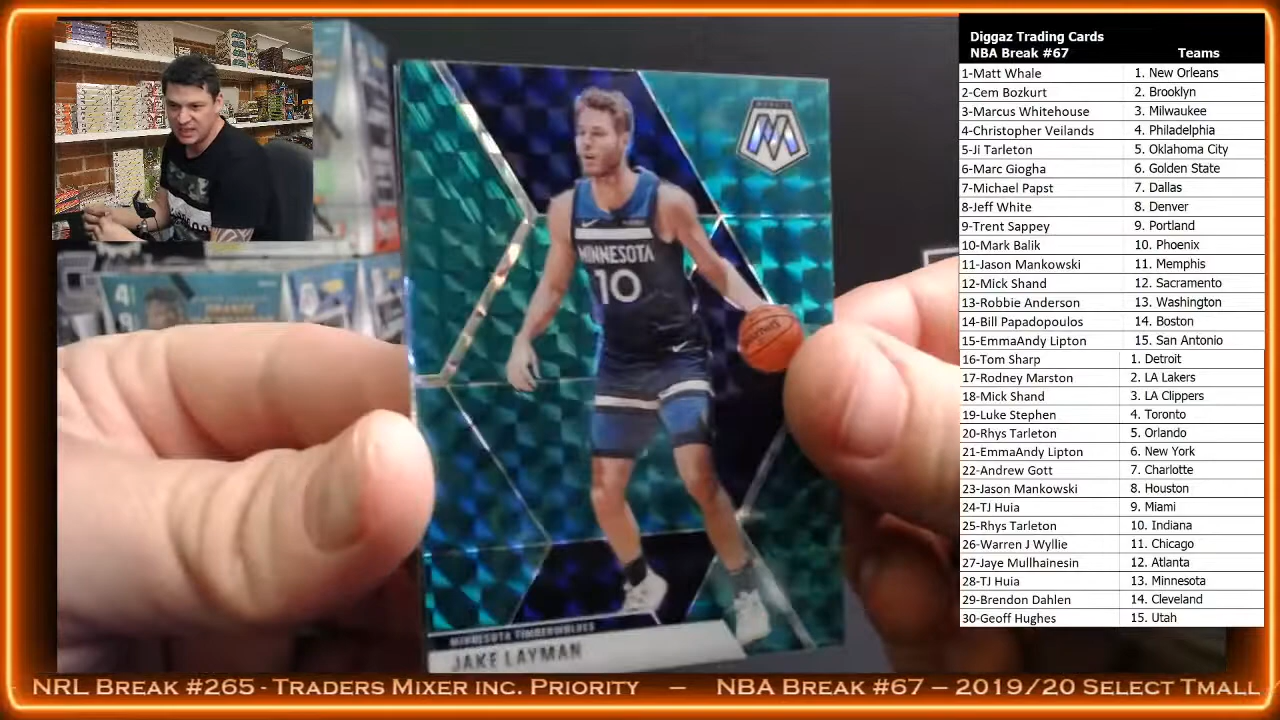 Diggaz Trading Cards
NBA Break #67 Teams
1-Matt Whale 1. New Orleans
2-Cem Bozkurt 2. Brooklyn
3-Marcus Whitehouse 3. Milwaukee
4-Christopher Veilands 4. Philadelphia
5-Ji Tarleton 5. Oklahoma City
6-Marc Giogha 6. Golden State
7-Michael Papst 7. Dallas
8-Jeff White 8. Denver
9-Trent Sappey 9. Portland
10-Mark Balik 10. Phoenix
11-Jason Mankowski 11. Memphis
12-Mick Shand 12. Sacramento
13-Robbie Anderson 13. Washington
14-Bill Papadopoulos 14. Boston
15-EmmaAndy Lipton 15. San Antonio
16-Tom Sharp 1. Detroit
17-Rodney Marston 2. LA Lakers
18-Mick Shand 3. LA Clippers
19-Luke Stephen 4. Toronto
20-Rhys Tarleton 5. Orlando
21-EmmaAndy Lipton 6. New York
22-Andrew Gott 7. Charlotte
23-Jason Mankowski 8. Houston
24-TJ Huia 9. Miami
25-Rhys Tarleton 10. Indiana
26-Warren J Wyllie 11. Chicago
27-Jaye Mullhainesin 12. Atlanta
28-TJ Huia 13. Minnesota
29-Brendon Dahlen 14. Cleveland
30-Geoff Hughes 15. Utah
MOSAIC
MINNESOTA
10
MINNESOTA TIMBERWOLVES
JAKE LAYMAN
NRL Break #265 - Traders Mixer inc. Priority – NBA Break #67 – 2019/20 Select Tmall